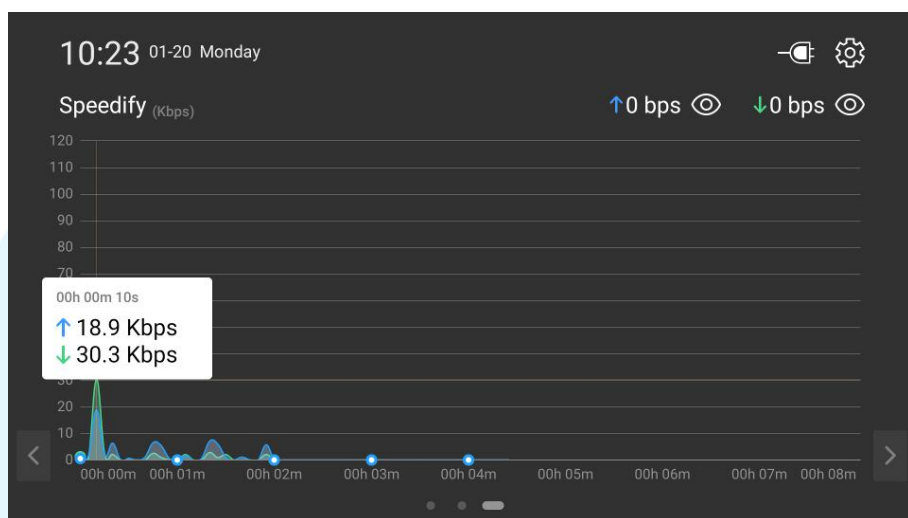 10:23 01-20 Monday
Speedify (Kbps)
↑0 bps ↓0 bps
120
110
100
90
80
70
00h 00m 10s
↑ 18.9 Kbps
↓ 30.3 Kbps
30
20
10
0
00h 00m 00h 01m 00h 02m 00h 03m 00h 04m 00h 05m 00h 06m 00h 07m 00h 08m